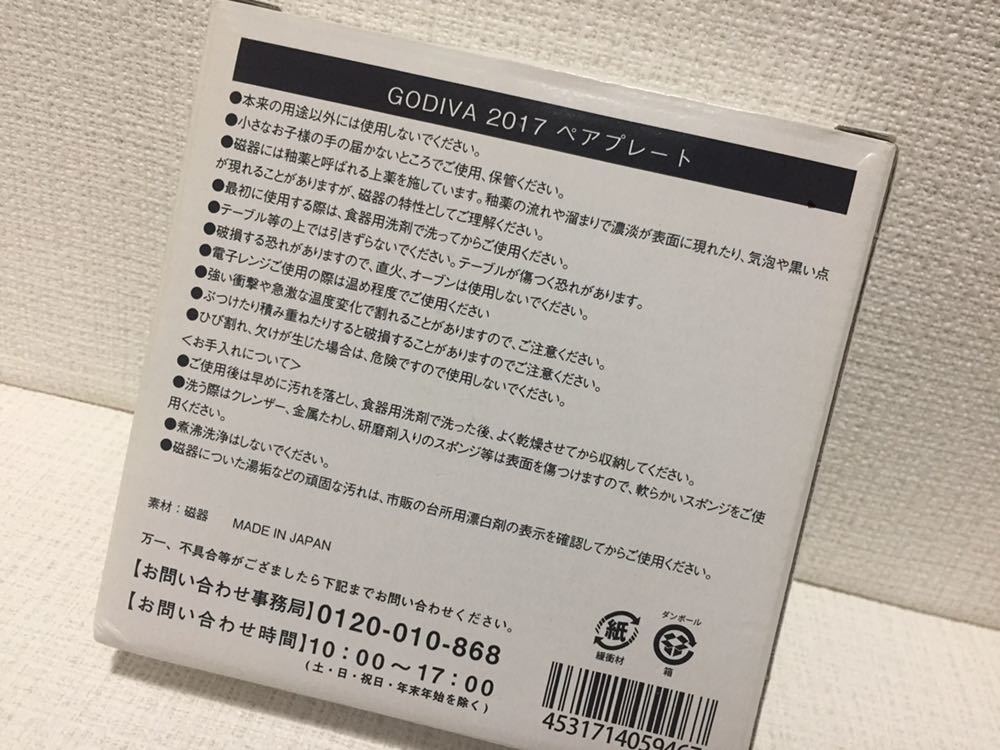 GODIVA 2017 ペアプレート
●本来の用途以外には使用しないでください。
●小さなお子様の手の届かないところでご使用、保管ください。
●磁器には釉薬と呼ばれる上薬を施しています。釉薬の流れや溜まりで濃淡が表面に現れたり、気泡や黒い点
が現れることがありますが、磁器の特性としてご理解ください。
●最初に使用する際は、食器用洗剤で洗ってからご使用ください。
●テーブル等の上では引きずらないでください。テーブルが傷つく恐れがあります。
●破損する恐れがありますので、直火、オーブンは使用しないでください。
●電子レンジご使用の際は温め程度でご使用ください
●強い衝撃や急激な温度変化で割れることがありますので、ご注意ください。
●ぶつけたり積み重ねたりすると破損することがありますのでご注意ください。
●ひび割れ、欠けが生じた場合は、危険ですので使用しないでください。
＜お手入れについて＞
●ご使用後は早めに汚れを落とし、食器用洗剤で洗った後、よく乾燥させてから収納してください。
●洗う際はクレンザー、金属たわし、研磨剤入りのスポンジ等は表面を傷つけますので、軟らかいスポンジをご使
用ください。
●煮沸洗浄はしないでください。
●磁器についた湯垢などの頑固な汚れは、市販の台所用漂白剤の表示を確認してからご使用ください。
素材：磁器 MADE IN JAPAN
万一、不具合等がござましたら下記までお問い合わせください。
【お問い合わせ事務局】0120-010-868
【お問い合わせ時間】10：00～17：00
（土・日・祝日・年末年始を除く）
紙
緩衝材
ダンボール
箱
453171405946